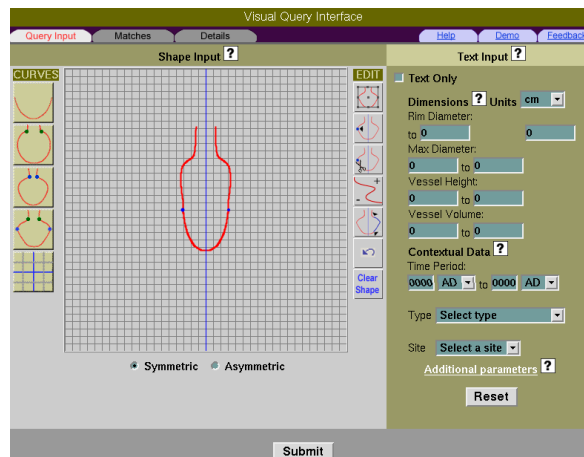 Visual Query Interface
Query Input Matches Details Help Demo Feedback
Shape Input ? Text Input ?
CURVES EDIT
Text Only
Dimensions ? Units cm
Rim Diameter:
to 0 0
Max Diameter:
0 to 0
Vessel Height:
0 to 0
Vessel Volume:
0 to 0
Contextual Data ?
Time Period:
0000 AD to 0000 AD
Clear
Shape
Type Select type
Site Select a site
Symmetric Asymmetric
Additional parameters ?
Reset
Submit